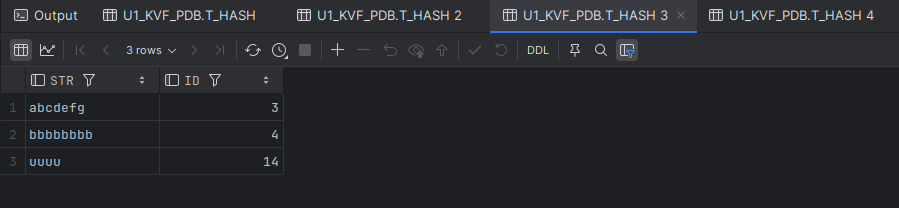 Output U1_KVF_PDB.T_HASH U1_KVF_PDB.T_HASH 2 U1_KVF_PDB.T_HASH 3 U1_KVF_PDB.T_HASH 4
3 rows DDL
STR ID
1 abcdefg 3
2 bbbbbbbb 4
3 uuuu 14